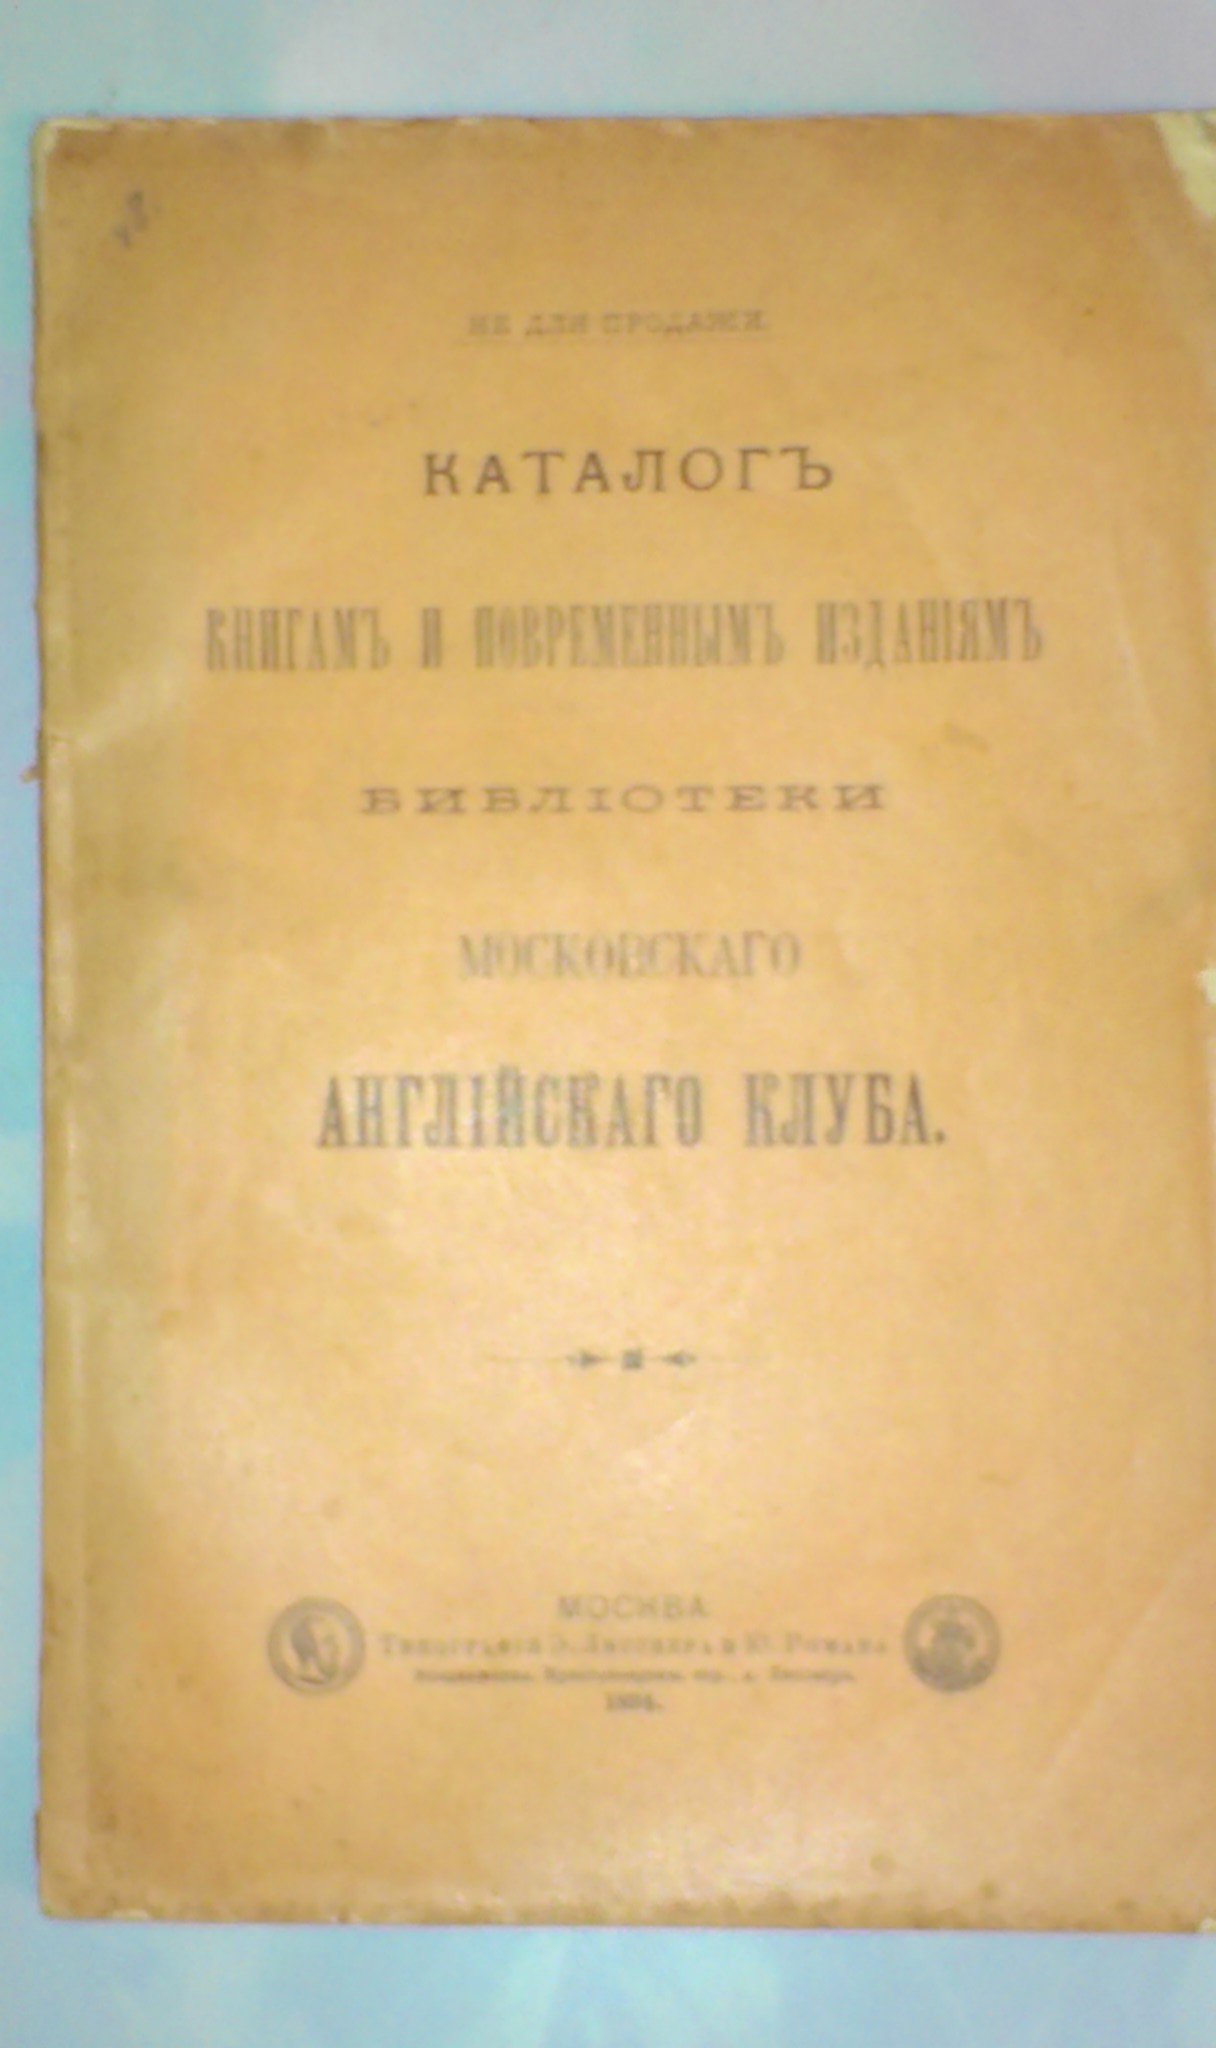 НЕ ДЛЯ ПРОДАЖИ.
КАТАЛОГЪ
КНИГАМЪ И ПОВРЕМЕННЫМЪ ИЗДАНІЯМЪ
БИБЛІОТЕКИ
МОСКОВСКАГО
АНГЛІЙСКАГО КЛУБА.
МОСКВА
Типографія Э. Лисснера и Ю. Романа